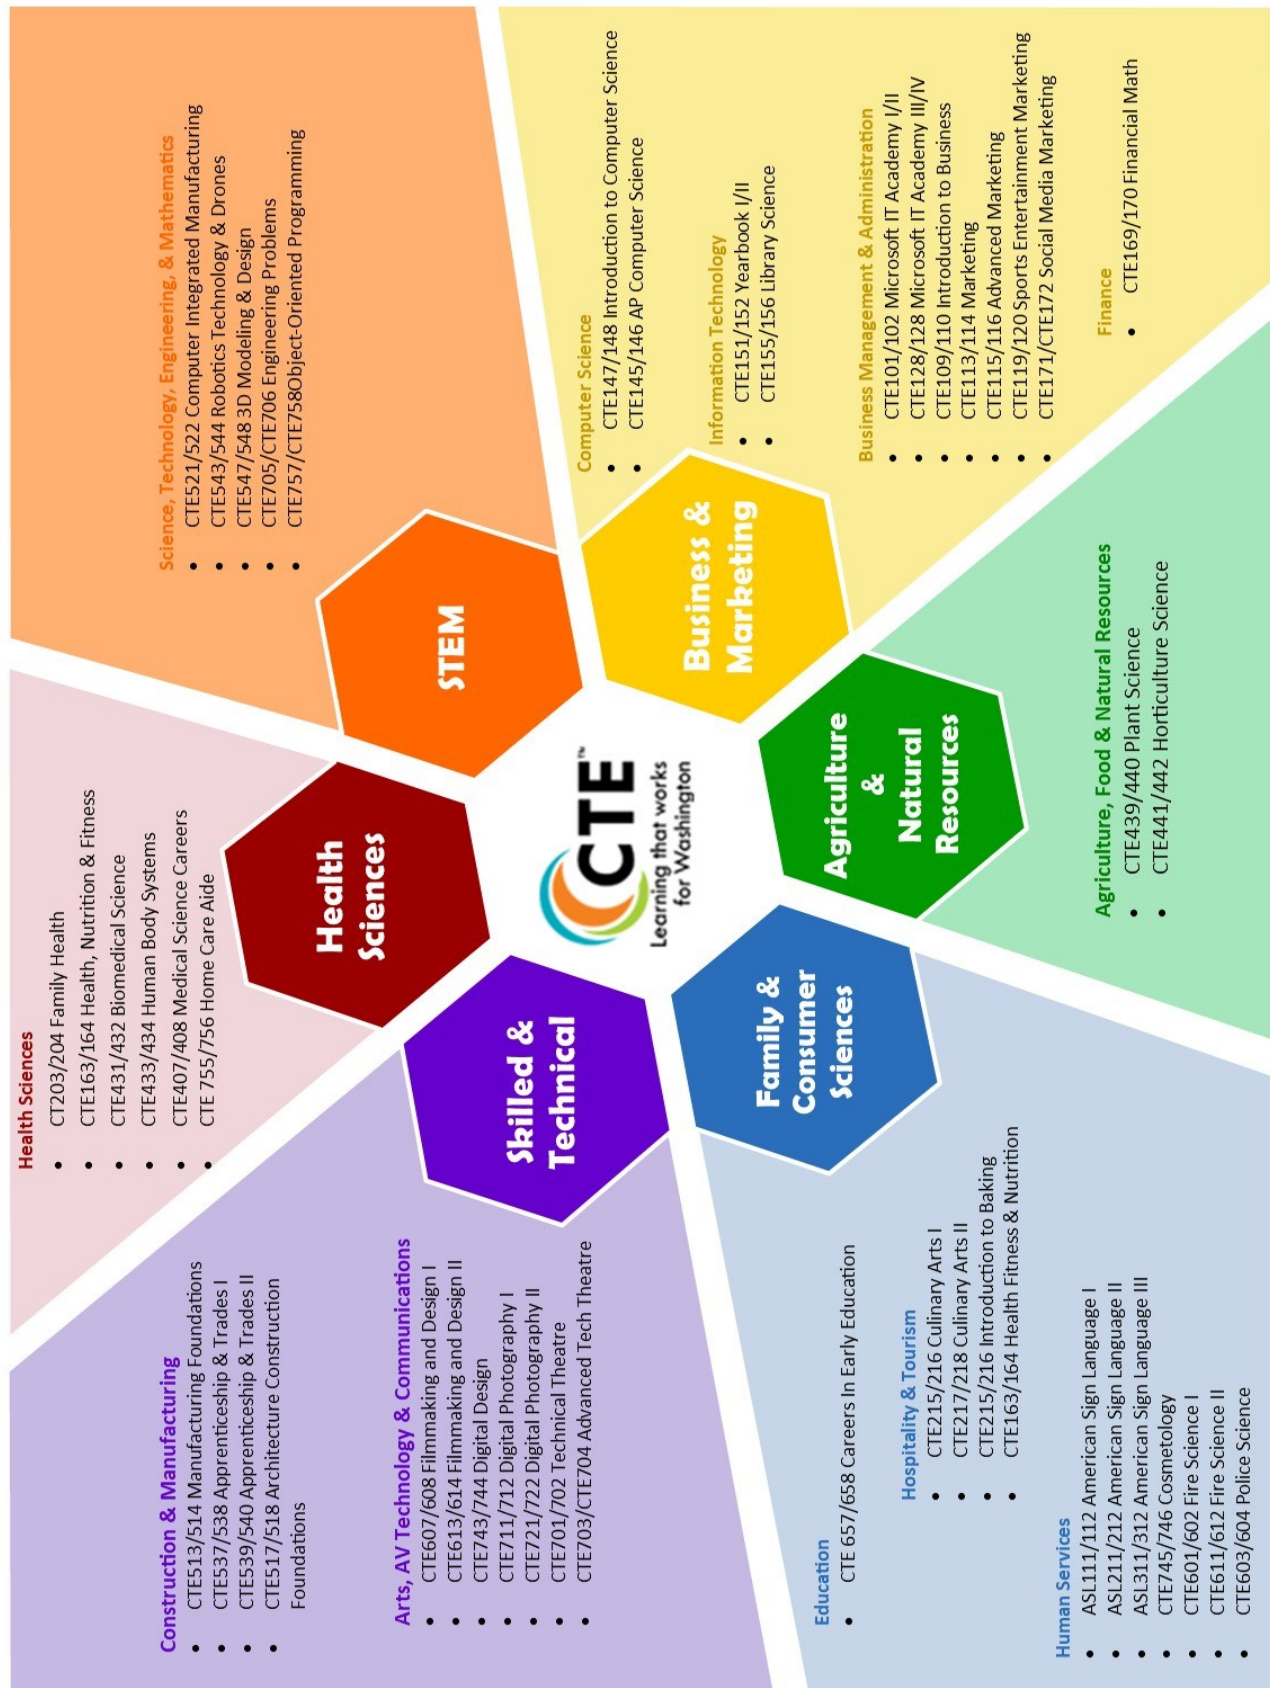 Construction & Manufacturing
• CTE513/514 Manufacturing Foundations
• CTE537/538 Apprenticeship & Trades I
• CTE539/540 Apprenticeship & Trades II
• CTE517/518 Architecture Construction
Foundations
Arts, AV Technology & Communications
• CTE607/608 Filmmaking and Design I
• CTE613/614 Filmmaking and Design II
• CTE743/744 Digital Design
• CTE711/712 Digital Photography I
• CTE721/722 Digital Photography II
• CTE701/702 Technical Theatre
• CTE703/CTE704 Advanced Tech Theatre
Skilled &
Technical
Health Sciences
• CT203/204 Family Health
• CTE163/164 Health, Nutrition & Fitness
• CTE431/432 Biomedical Science
• CTE433/434 Human Body Systems
• CTE407/408 Medical Science Careers
• CTE 755/756 Home Care Aide
Health
Sciences
Science, Technology, Engineering, & Mathematics
• CTE521/522 Computer Integrated Manufacturing
• CTE543/544 Robotics Technology & Drones
• CTE547/548 3D Modeling & Design
• CTE705/CTE706 Engineering Problems
• CTE757/CTE758Object-Oriented Programming
STEM
CTE™
Learning that works
for Washington
Computer Science
• CTE147/148 Introduction to Computer Science
• CTE145/146 AP Computer Science
Information Technology
• CTE151/152 Yearbook I/II
• CTE155/156 Library Science
Business Management & Administration
• CTE101/102 Microsoft IT Academy I/II
• CTE128/128 Microsoft IT Academy III/IV
• CTE109/110 Introduction to Business
• CTE113/114 Marketing
• CTE115/116 Advanced Marketing
• CTE119/120 Sports Entertainment Marketing
• CTE171/CTE172 Social Media Marketing
Finance
• CTE169/170 Financial Math
Business &
Marketing
Education
• CTE 657/658 Careers In Early Education
Hospitality & Tourism
• CTE215/216 Culinary Arts I
• CTE217/218 Culinary Arts II
• CTE215/216 Introduction to Baking
• CTE163/164 Health Fitness & Nutrition
Human Services
• ASL111/112 American Sign Language I
• ASL211/212 American Sign Language II
• ASL311/312 American Sign Language III
• CTE745/746 Cosmetology
• CTE601/602 Fire Science I
• CTE611/612 Fire Science II
• CTE603/604 Police Science
Family &
Consumer
Sciences
Agriculture
&
Natural
Resources
Agriculture, Food & Natural Resources
• CTE439/440 Plant Science
• CTE441/442 Horticulture Science